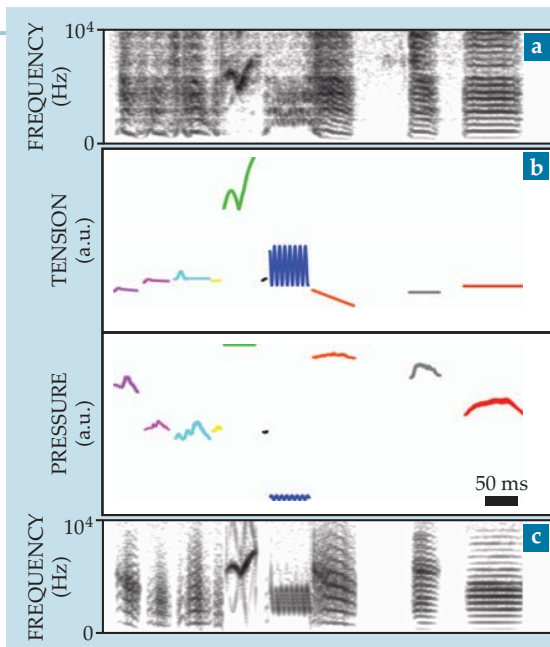 10⁴
FREQUENCY
(Hz)
0
a
b
TENSION
(a.u.)
PRESSURE
(a.u.)
50 ms
10⁴
FREQUENCY
(Hz)
0
c